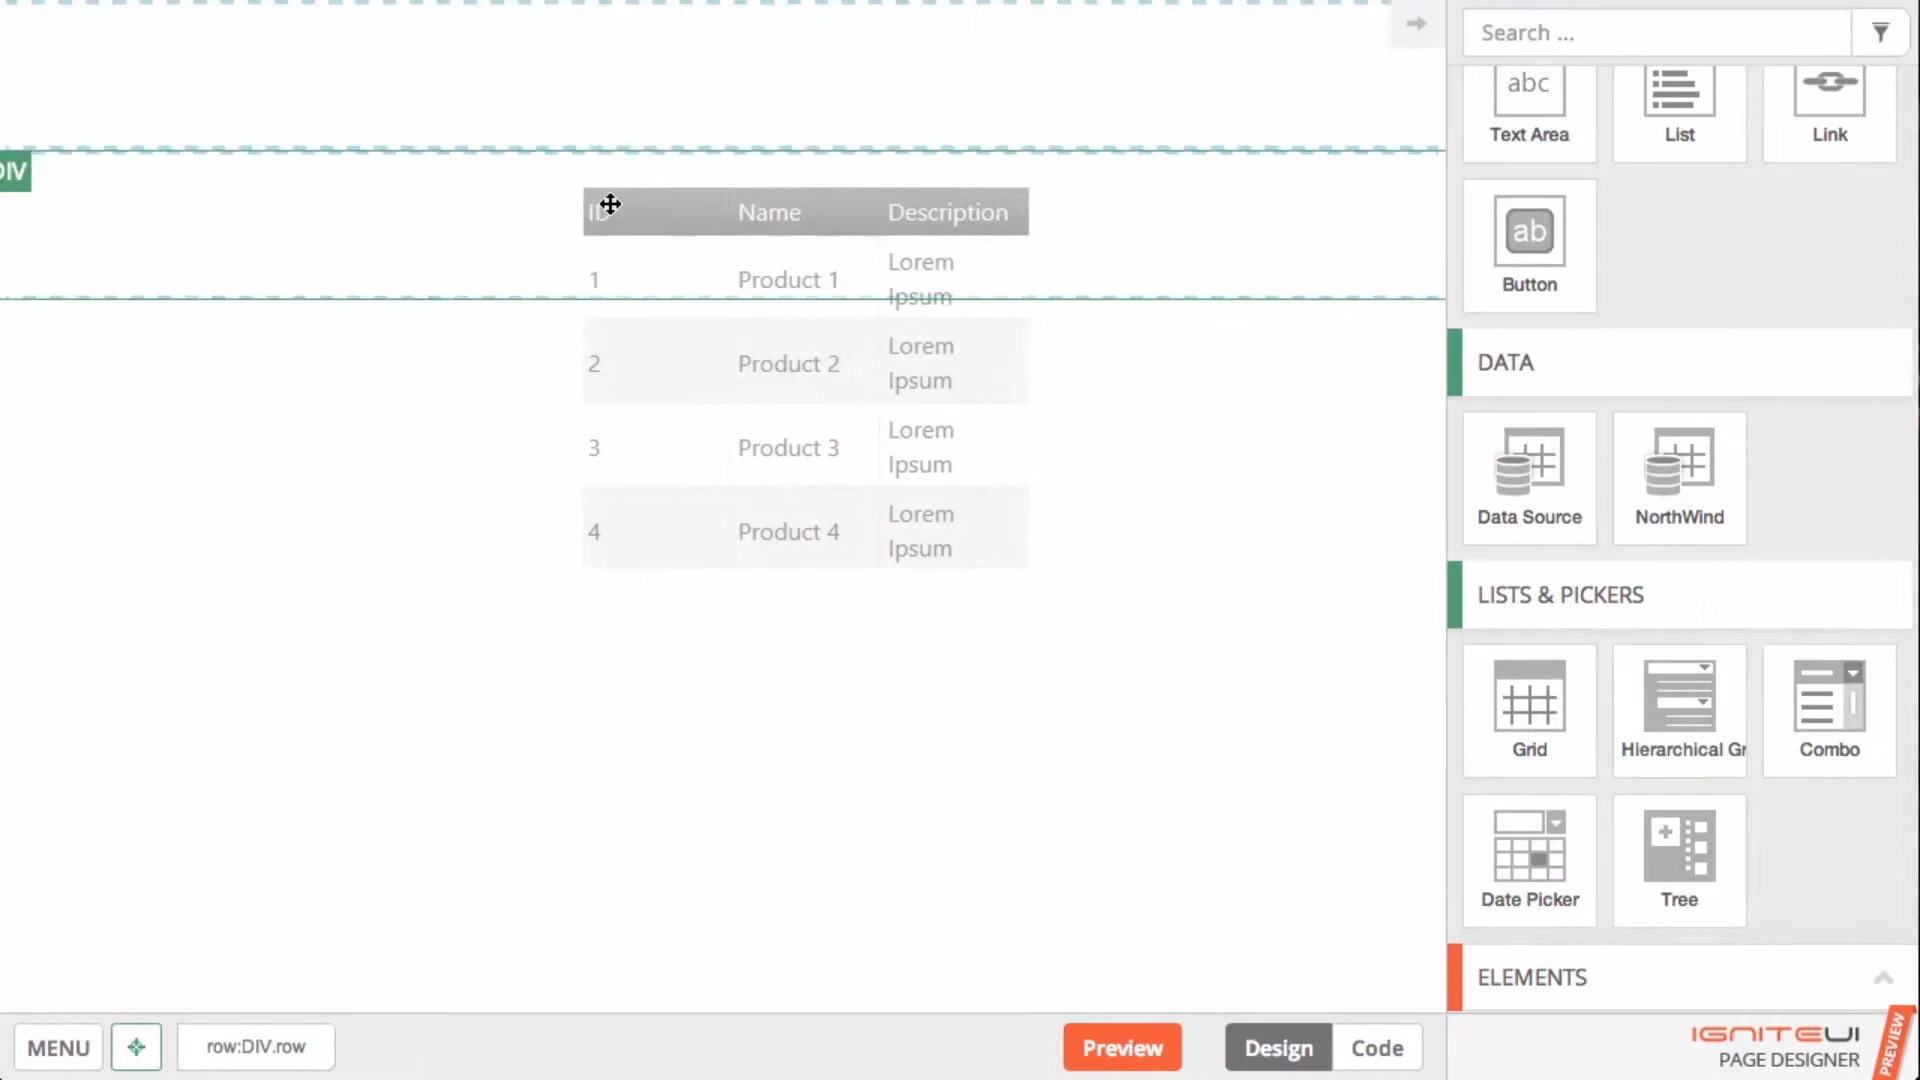 Search ...
abc
Text Area
List
Link
DIV
ID Name Description
1 Product 1 Lorem
Ipsum
2 Product 2 Lorem
Ipsum
3 Product 3 Lorem
Ipsum
4 Product 4 Lorem
Ipsum
ab
Button
DATA
Data Source
NorthWind
LISTS & PICKERS
Grid
Hierarchical Gr
Combo
Date Picker
Tree
ELEMENTS
MENU
row:DIV.row
Preview
Design
Code
IGNITEUI
PAGE DESIGNER
PREVIEW